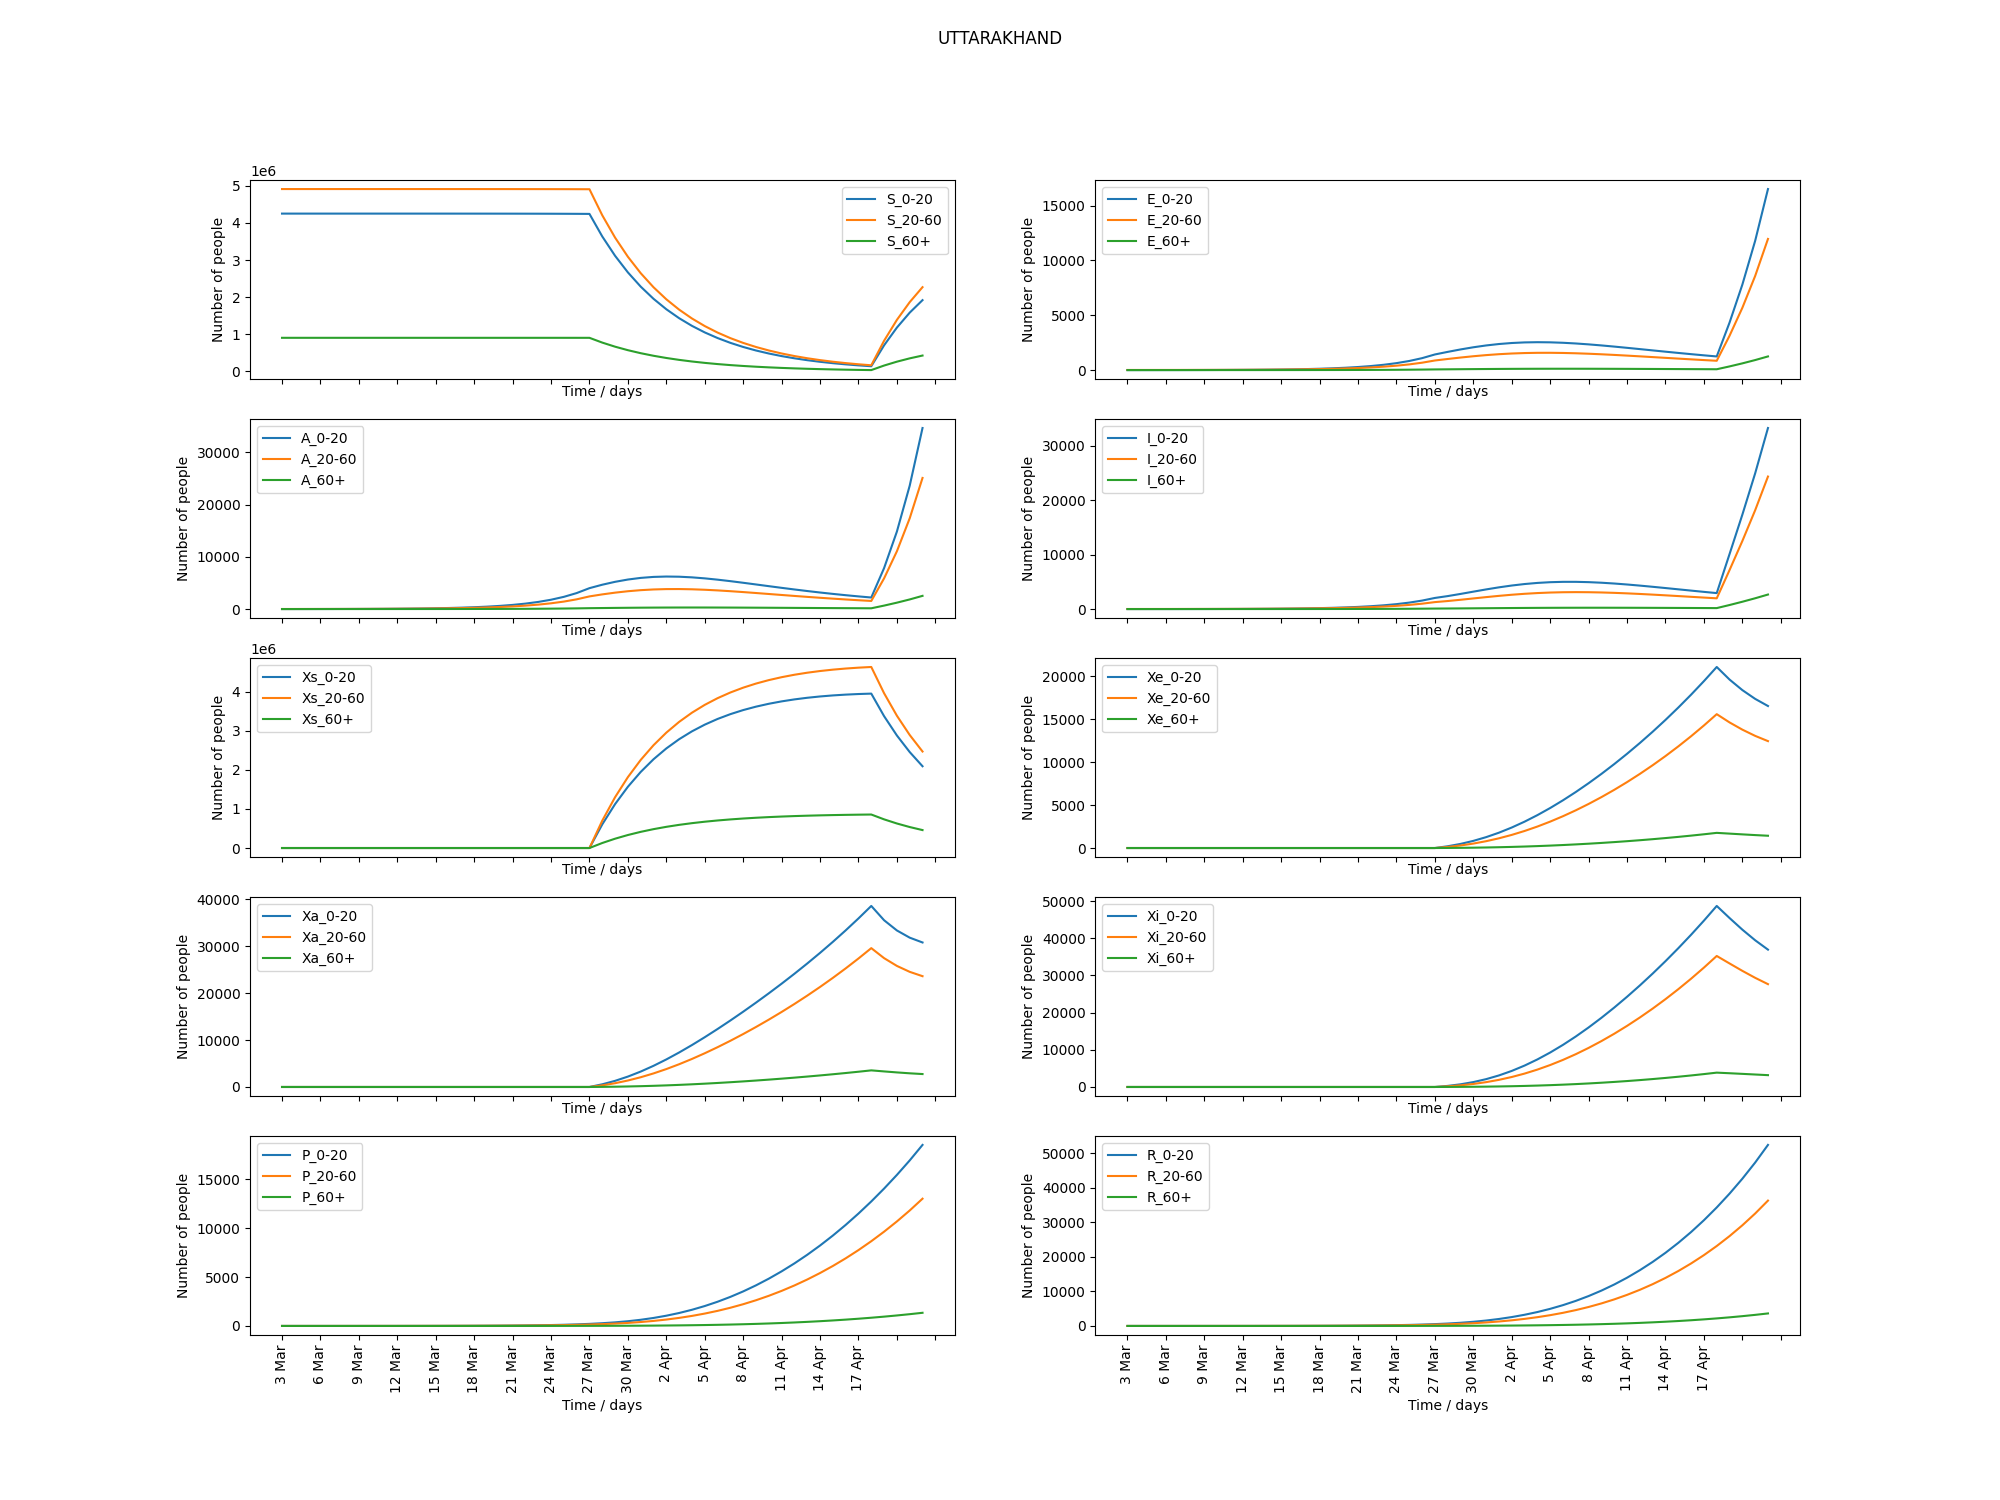 UTTARAKHAND
1e6
5
4
3
2
1
0
Number of people
Time / days
S_0-20
S_20-60
S_60+
15000
10000
5000
0
Number of people
Time / days
E_0-20
E_20-60
E_60+
30000
20000
10000
0
Number of people
Time / days
A_0-20
A_20-60
A_60+
30000
20000
10000
0
Number of people
Time / days
I_0-20
I_20-60
I_60+
1e6
4
3
2
1
0
Number of people
Time / days
Xs_0-20
Xs_20-60
Xs_60+
20000
15000
10000
5000
0
Number of people
Time / days
Xe_0-20
Xe_20-60
Xe_60+
40000
30000
20000
10000
0
Number of people
Time / days
Xa_0-20
Xa_20-60
Xa_60+
50000
40000
30000
20000
10000
0
Number of people
Time / days
Xi_0-20
Xi_20-60
Xi_60+
15000
10000
5000
0
Number of people
P_0-20
P_20-60
P_60+
3 Mar
6 Mar
9 Mar
12 Mar
15 Mar
18 Mar
21 Mar
24 Mar
27 Mar
30 Mar
2 Apr
5 Apr
8 Apr
11 Apr
14 Apr
17 Apr
Time / days
50000
40000
30000
20000
10000
0
Number of people
R_0-20
R_20-60
R_60+
3 Mar
6 Mar
9 Mar
12 Mar
15 Mar
18 Mar
21 Mar
24 Mar
27 Mar
30 Mar
2 Apr
5 Apr
8 Apr
11 Apr
14 Apr
17 Apr
Time / days